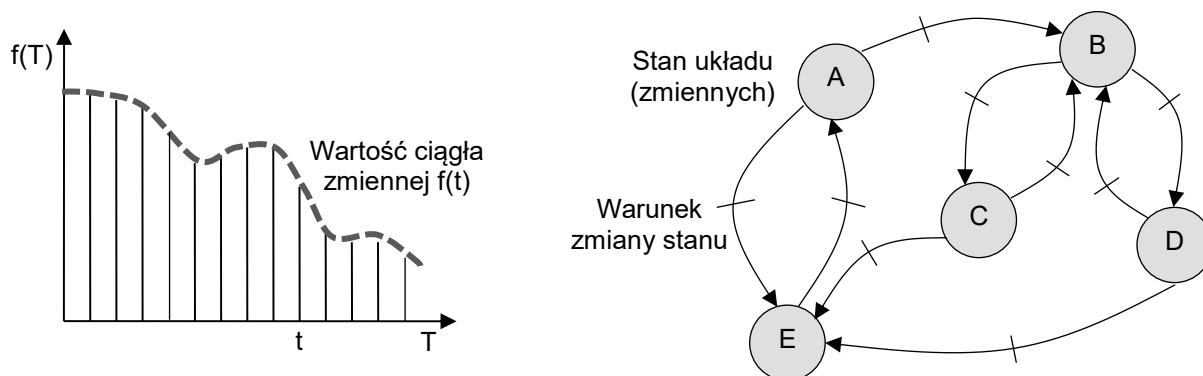 f(T)
Wartość ciągła
zmiennej f(t)
t
T
Stan układu
(zmiennych)
Warunek
zmiany stanu
A
B
C
D
E